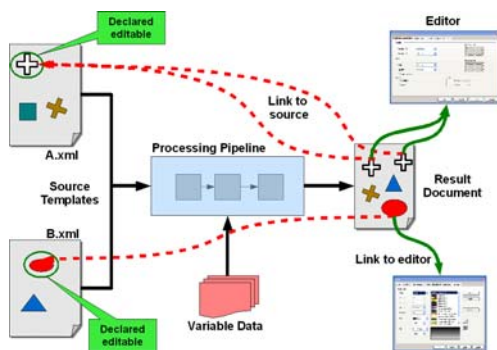 Declared
editable
Editor
Link to
source
A.xml
Processing Pipeline
Source
Templates
Result
Document
B.xml
Link to editor
Declared
editable
Variable Data